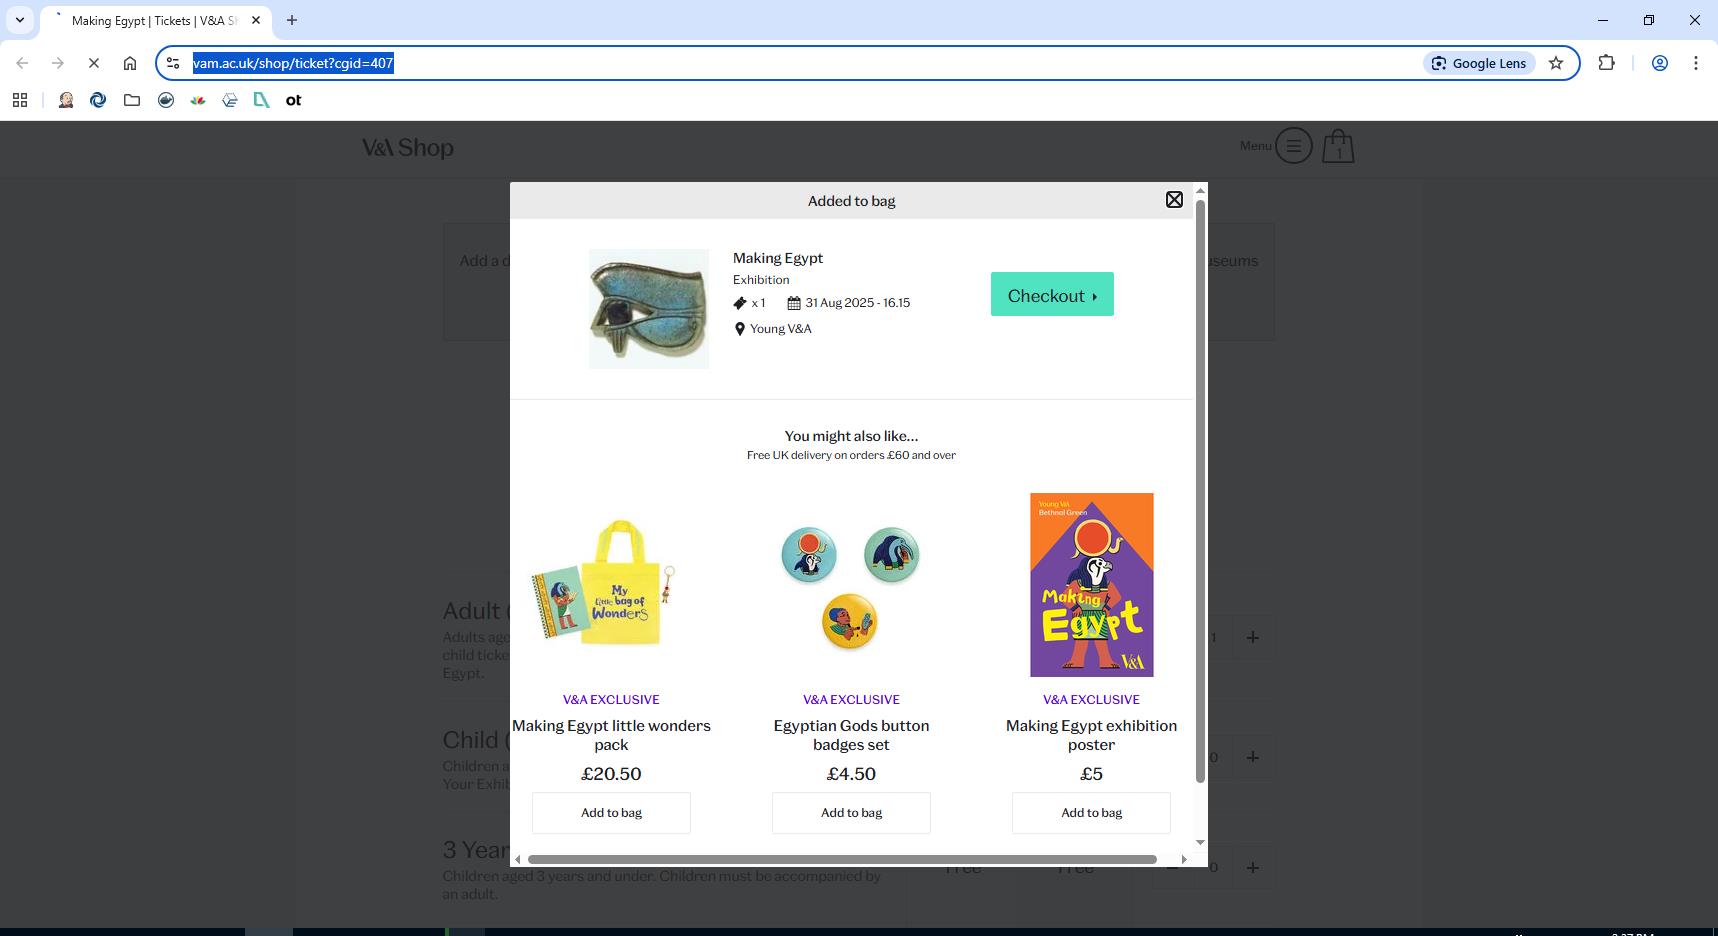 Making Egypt | Tickets | V&A S
vam.ac.uk/shop/ticket?cgid=407
Google Lens
ot
V&A Shop
Menu
1
Added to bag
Add a d
useums
Making Egypt
Exhibition
x 1
31 Aug 2025 - 16.15
Young V&A
Checkout
You might also like...
Free UK delivery on orders £60 and over
My
Little bag of
Wonders
Young V&A
Bethnal Green
Making
Egypt
V&A
V&A EXCLUSIVE
V&A EXCLUSIVE
V&A EXCLUSIVE
Making Egypt little wonders
pack
Egyptian Gods button
badges set
Making Egypt exhibition
poster
£20.50
£4.50
£5
Add to bag
Add to bag
Add to bag
Adult (
Adults age
child ticke
Egypt.
1
+
Child (
Children a
Your Exhib
0
+
3 Year
Children aged 3 years and under. Children must be accompanied by
an adult.
Free
Free
0
+